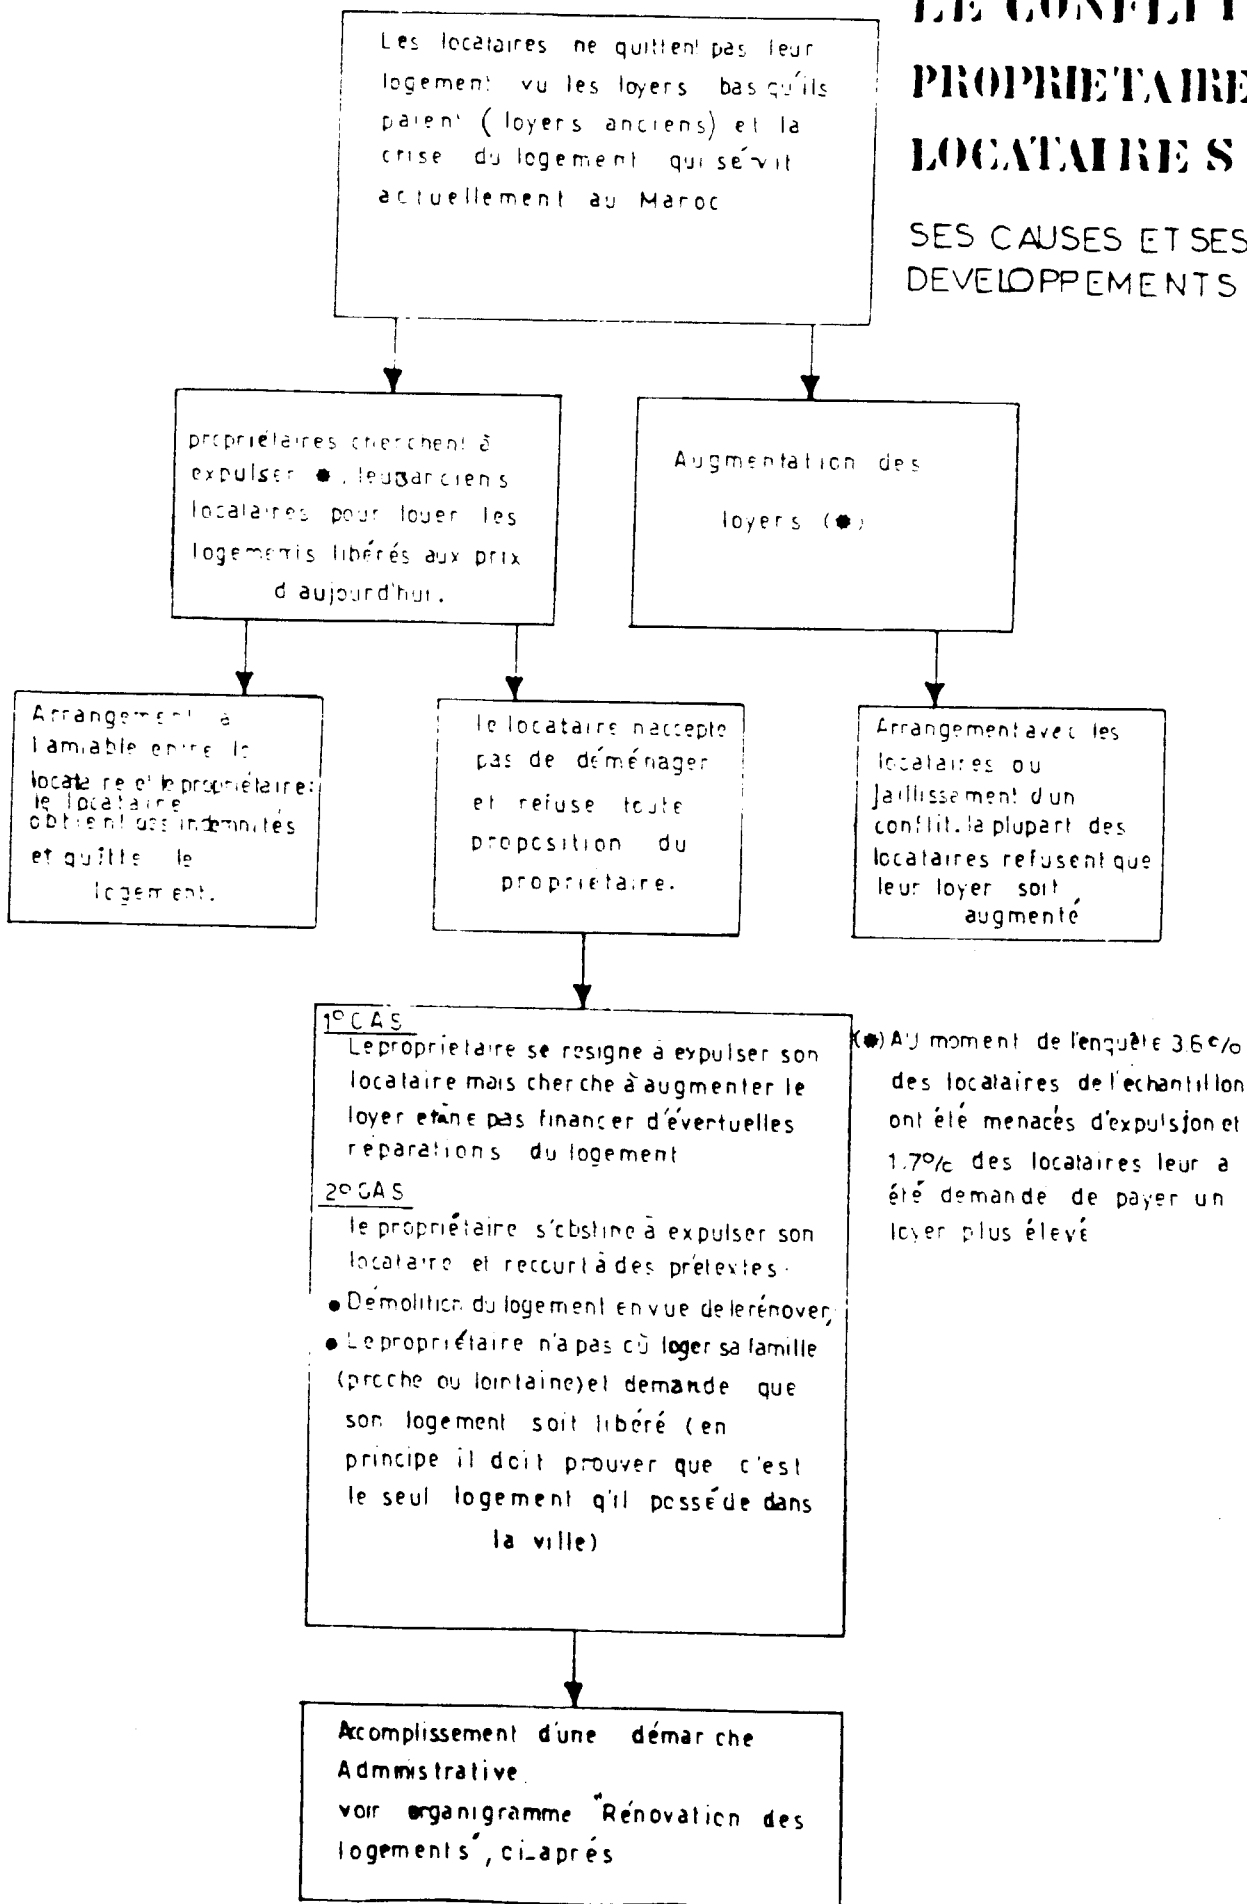 LE CONFLIT
PROPRIETAIRE
LOCATAIRES
SES CAUSES ET SES
DEVELOPPEMENTS
Les locataires ne quittent pas leur
logement vu les loyers bas qu'ils
paient (loyers anciens) et la
crise du logement qui sévit
actuellement au Maroc
propriétaires cherchent à
expulser ●, leurs anciens
locataires pour louer les
logements libérés aux prix
d'aujourd'hui.
Augmentation des
loyers (●)
Arrangement à
l'amiable entre le
locataire et le propriétaire:
le locataire
obtient des indemnités
et quitte le
logement.
le locataire n'accepte
pas de déménager
et refuse toute
proposition du
propriétaire.
Arrangement avec les
locataires ou
Jaillissement d'un
conflit. la plupart des
locataires refusent que
leur loyer soit
augmenté
1° CAS
Le proprietaire se resigne à expulser son
locataire mais cherche à augmenter le
loyer et à ne pas financer d'éventuelles
réparations du logement
2° CAS
le propriétaire s'obstine à expulser son
locataire et reccurt à des prétextes.
● Démolition du logement en vue de le rénover,
● Le propriétaire n'a pas où loger sa famille
(proche ou lointaine) et demande que
son logement soit libéré (en
principe il doit prouver que c'est
le seul logement q'il posséde dans
la ville)
(●) AU moment de l'enquête 3.6 %
des locataires de l'echantillon
ont été menacés d'expulsion et
1.7% des locataires leur a
été demande de payer un
loyer plus élevé
Accomplissement d'une démarche
Administrative.
voir organigramme "Rénovation des
logements", ci-aprés